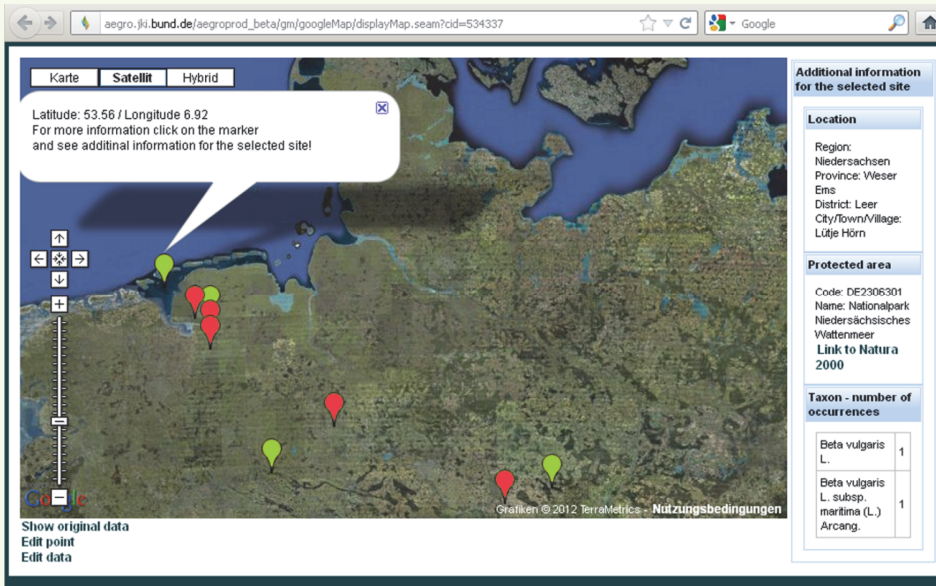 aegro.jki.bund.de/aegroprod_beta/gm/googleMap/displayMap.seam?cid=534337
Google
Karte
Satellit
Hybrid
Latitude: 53.56 / Longitude 6.92
For more information click on the marker
and see additinal information for the selected site!
Google
Grafiken © 2012 TerraMetrics - Nutzungsbedingungen
Show original data
Edit point
Edit data
Additional information
for the selected site
Location
Region:
Niedersachsen
Province: Weser
Ems
District: Leer
City/Town/Village:
Lütje Hörn
Protected area
Code: DE2306301
Name: Nationalpark
Niedersächsisches
Wattenmeer
Link to Natura
2000
Taxon - number of
occurrences
Beta vulgaris
L.
1
Beta vulgaris
L. subsp.
maritima (L.)
Arcang.
1